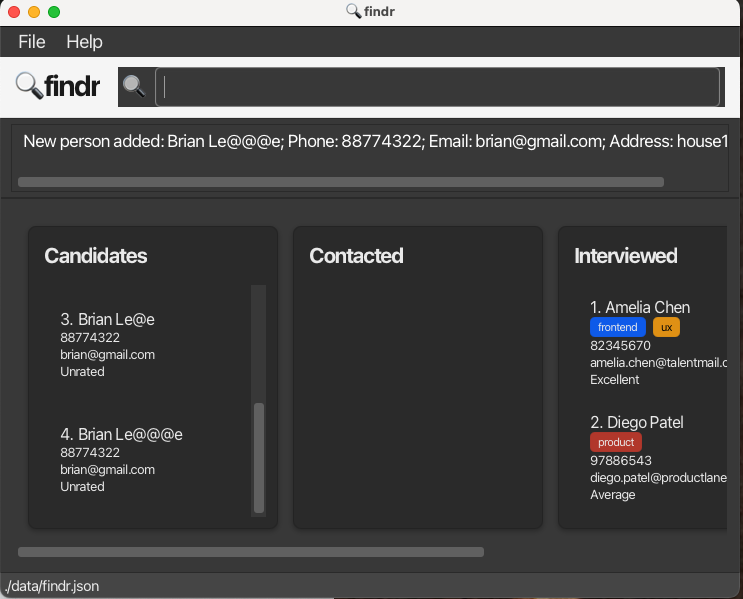 findr
File Help
findr
New person added: Brian Le@@@e; Phone: 88774322; Email: brian@gmail.com; Address: house1
Candidates
3. Brian Le@e
88774322
brian@gmail.com
Unrated
4. Brian Le@@@e
88774322
brian@gmail.com
Unrated
Contacted
Interviewed
1. Amelia Chen
frontend ux
82345670
amelia.chen@talentmail.c
Excellent
2. Diego Patel
product
97886543
diego.patel@productlane
Average
./data/findr.json